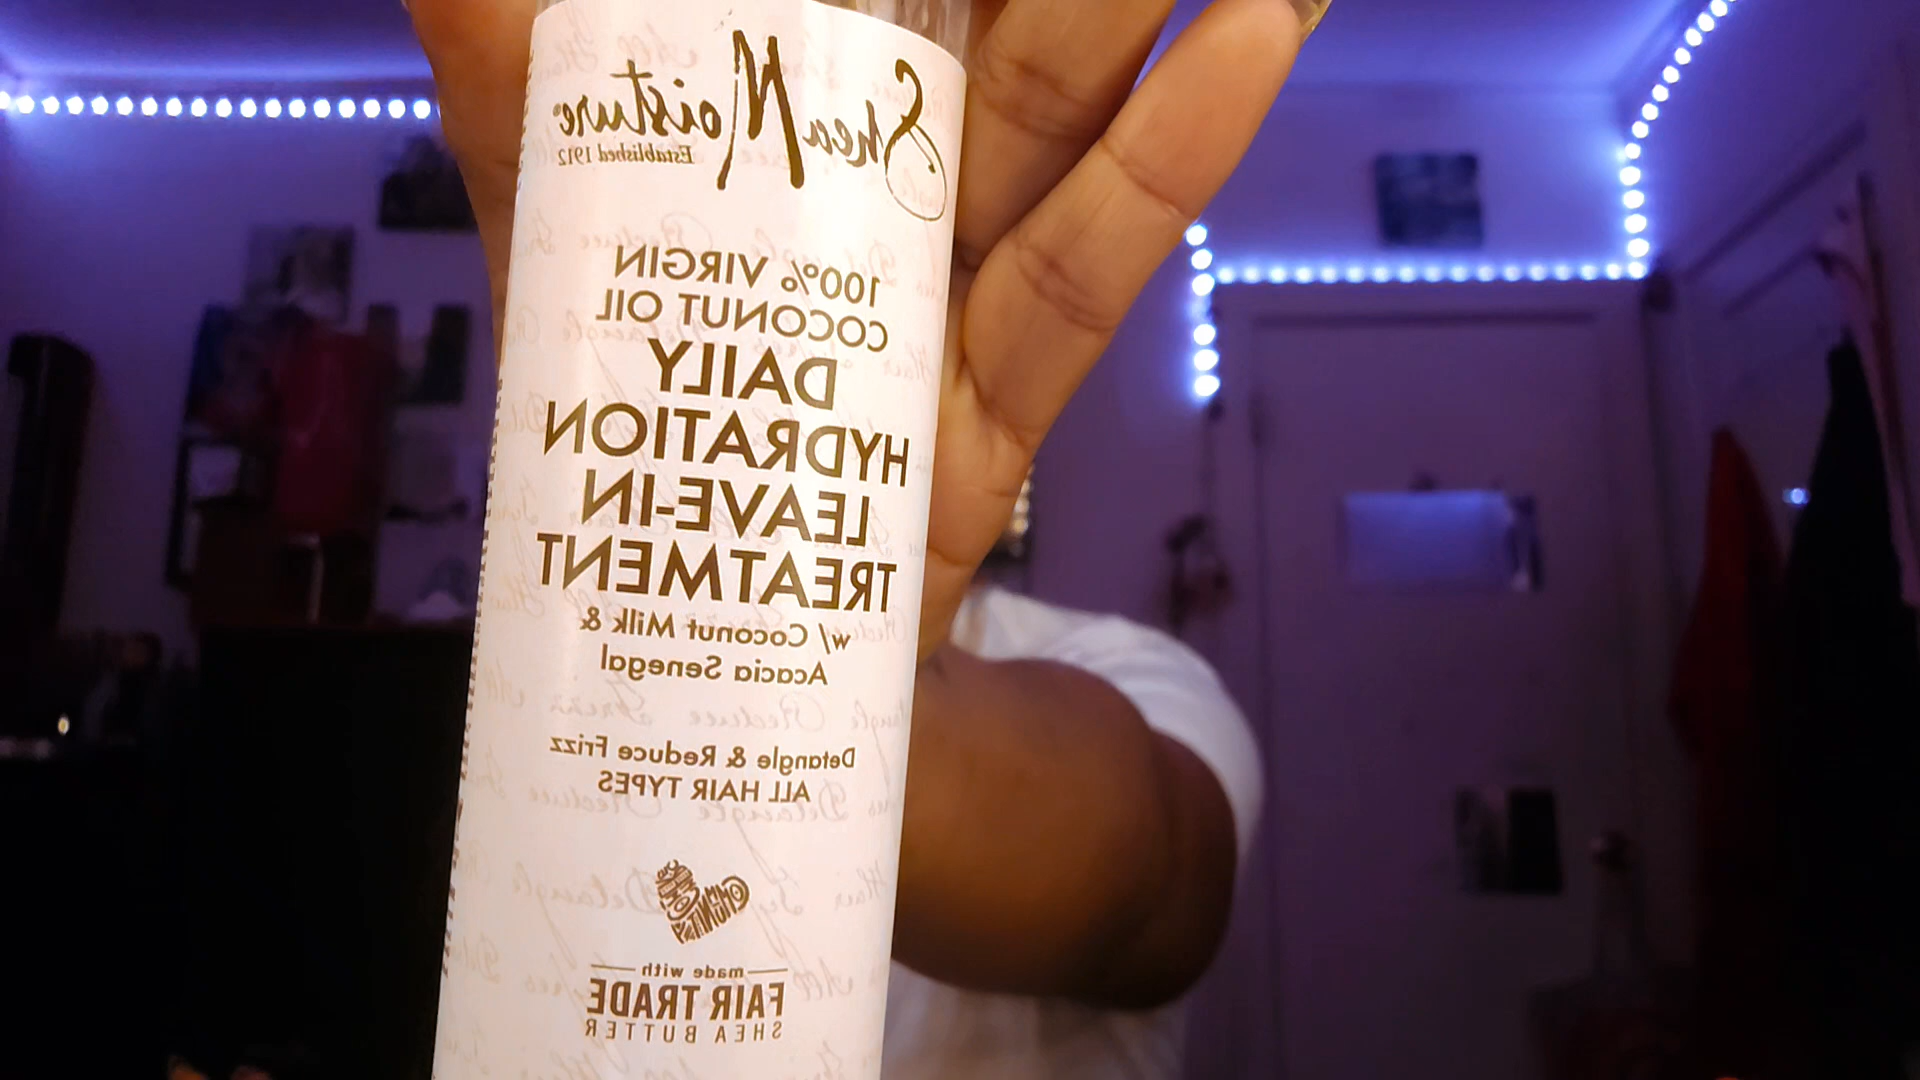 SheaMoisture®
Established 1912
100% VIRGIN
COCONUT OIL
DAILY
HYDRATION
LEAVE-IN
TREATMENT
w/ Coconut Milk &
Acacia Senegal
Detangle & Reduce Frizz
ALL HAIR TYPES
made with
FAIR TRADE
SHEA BUTTER